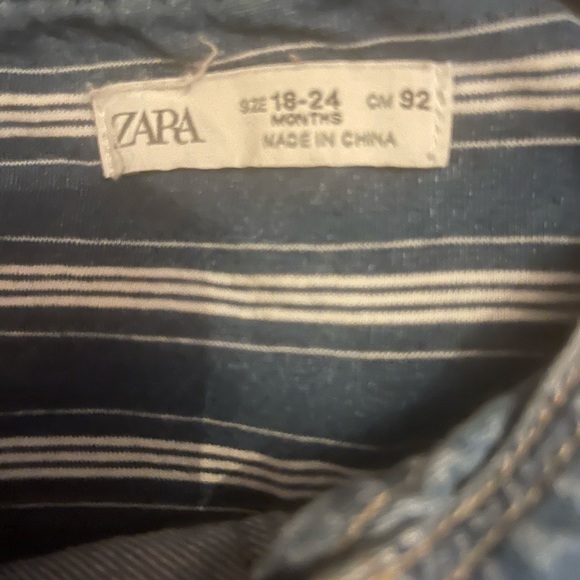 ZARA
SIZE 18-24 CM 92
MONTHS
MADE IN CHINA